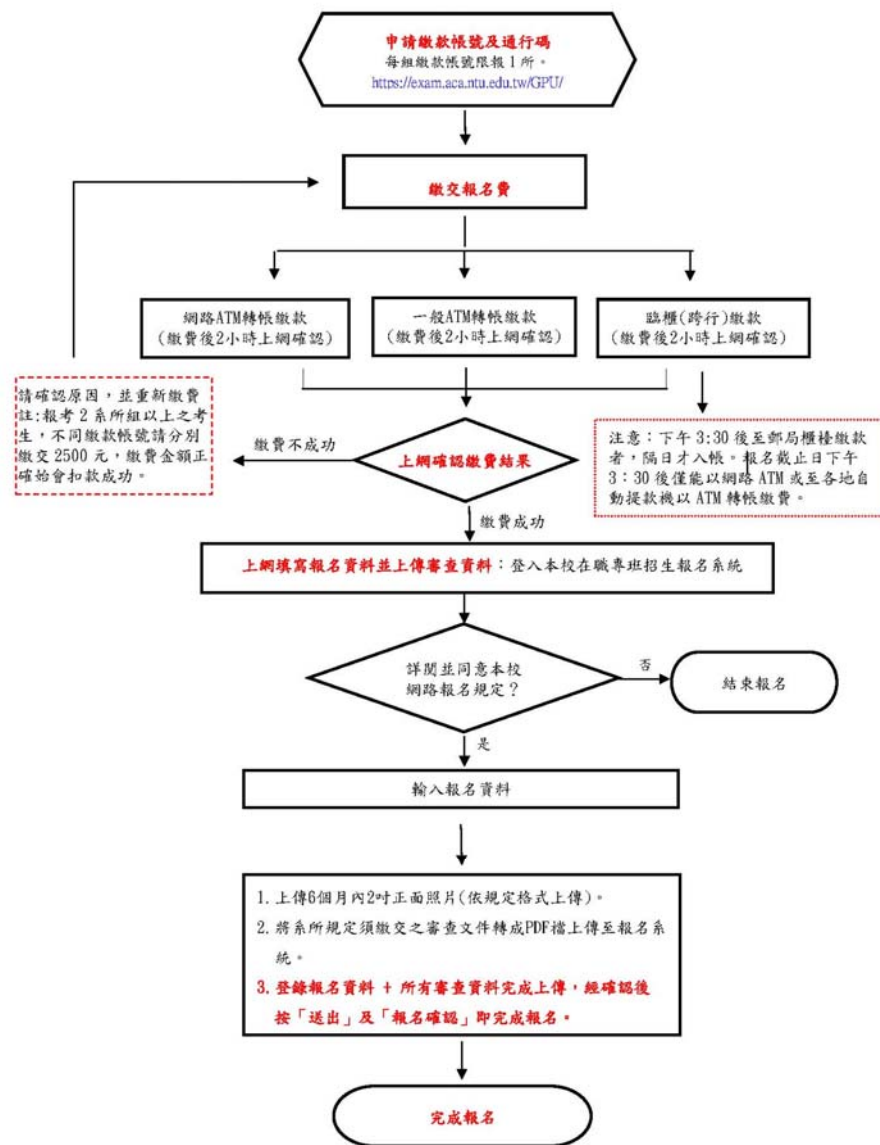 申請繳款帳號及通行碼
每組繳款帳號限報 1 所。
https://exam.aca.ntu.edu.tw/GPU/
繳交報名費
網路ATM轉帳繳款
(繳費後2小時上網確認)
一般ATM轉帳繳款
(繳費後2小時上網確認)
臨櫃(跨行)繳款
(繳費後2小時上網確認)
請確認原因，並重新繳費
註:報考 2 系所組以上之考
生，不同繳款帳號請分別
繳交 2500 元，繳費金額正
確始會扣款成功。
繳費不成功
上網確認繳費結果
注意：下午 3:30 後至郵局櫃檯繳款
者，隔日才入帳。報名截止日下午
3：30 後僅能以網路 ATM 或至各地自
動提款機以 ATM 轉帳繳費。
繳費成功
上網填寫報名資料並上傳審查資料：登入本校在職專班招生報名系統
詳閱並同意本校
網路報名規定？
否
結束報名
是
輸入報名資料
1. 上傳6個月內2吋正面照片(依規定格式上傳)。
2. 將系所規定須繳交之審查文件轉成PDF檔上傳至報名系
統。
3. 登錄報名資料 + 所有審查資料完成上傳，經確認後
按「送出」及「報名確認」即完成報名。
完成報名